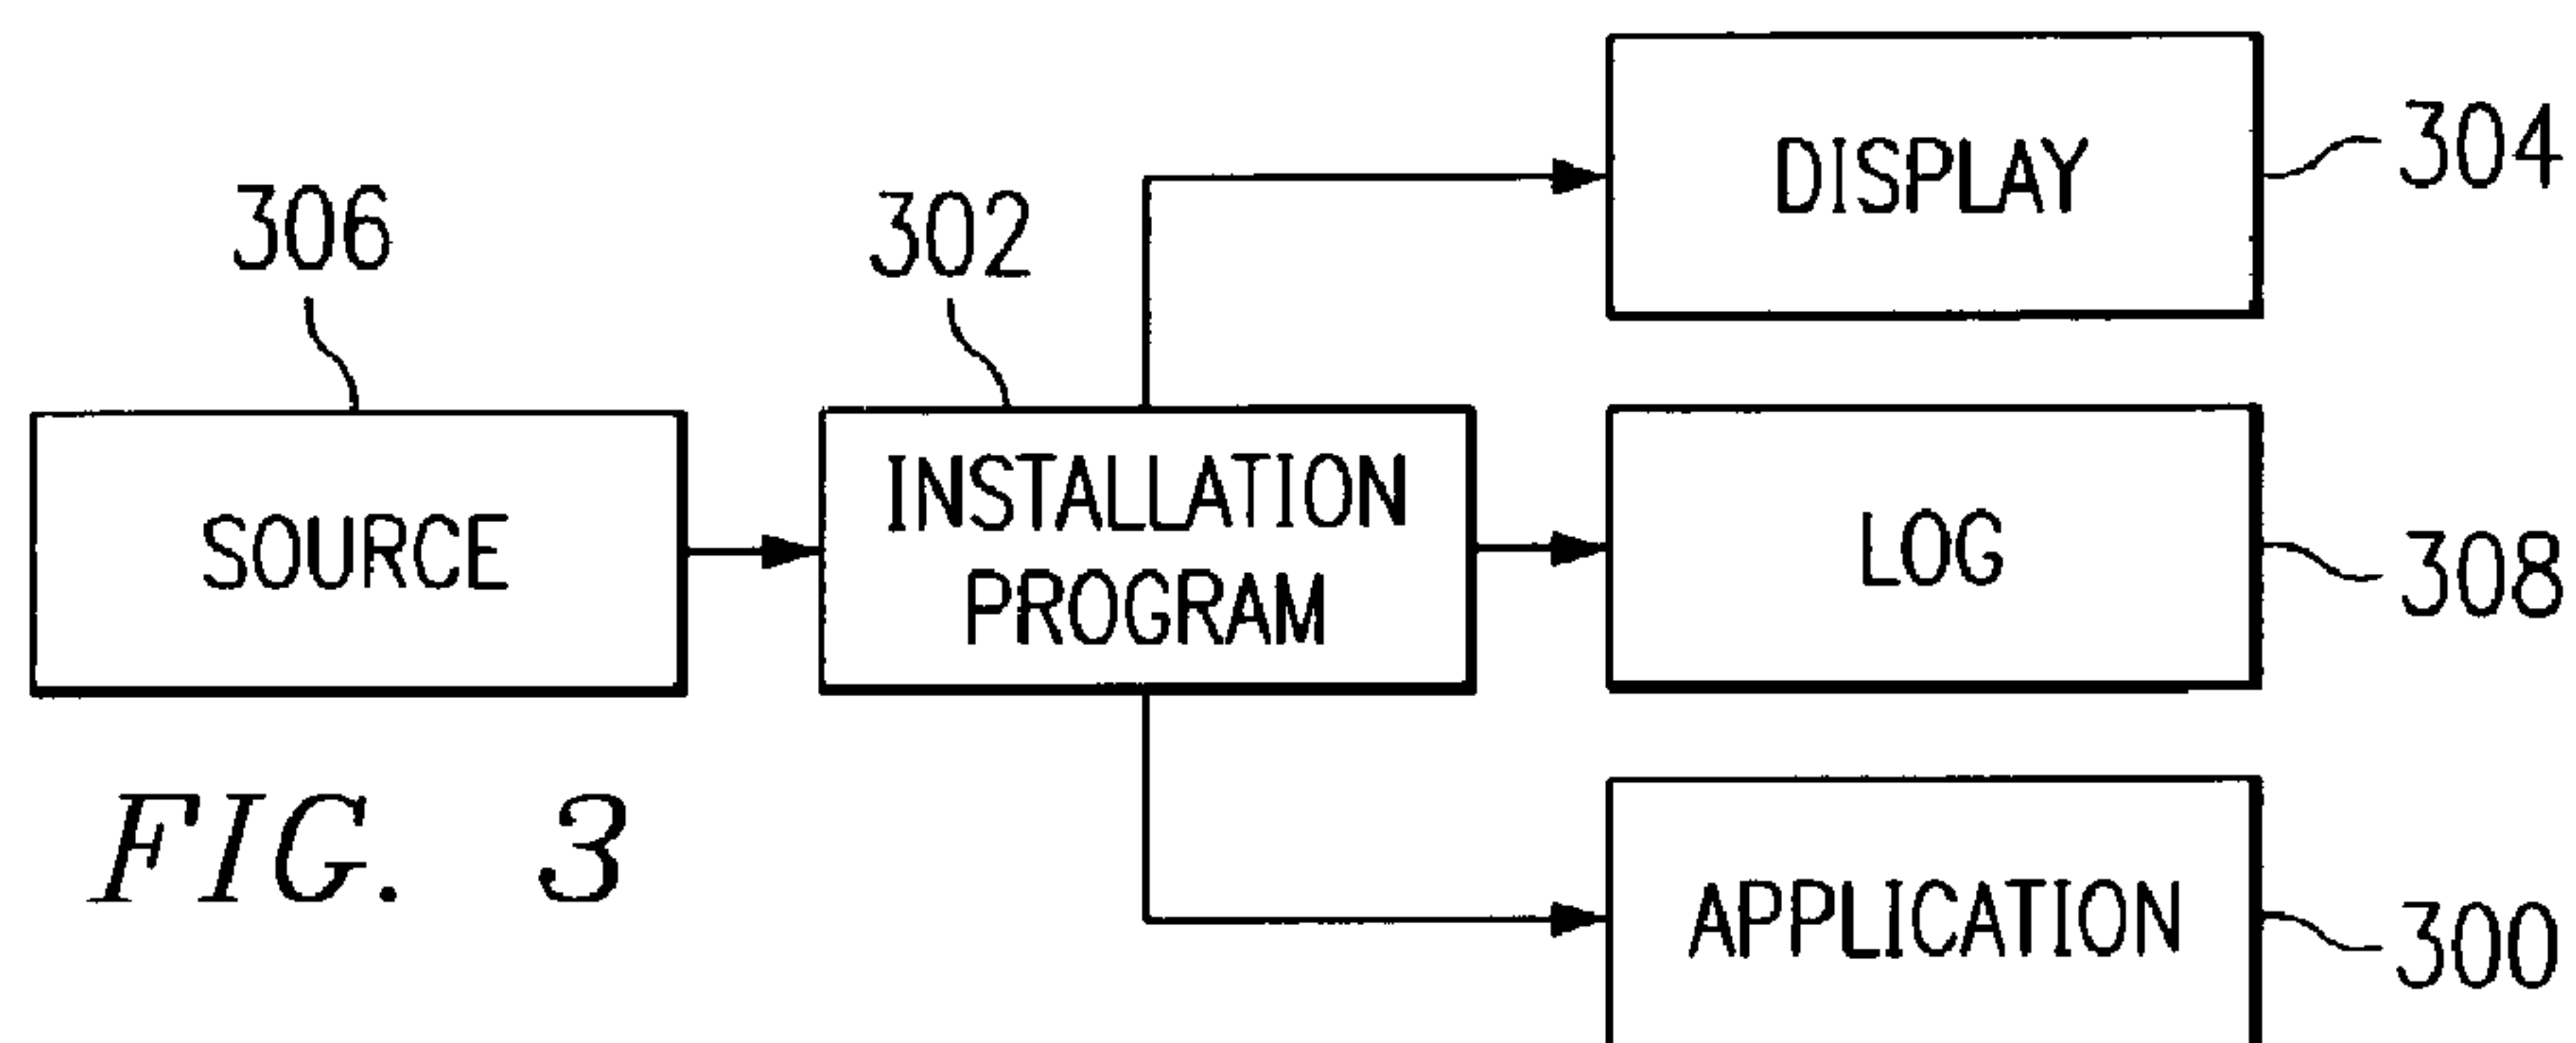 DISPLAY
304
306
302
SOURCE
INSTALLATION
PROGRAM
LOG
308
FIG. 3
APPLICATION
300